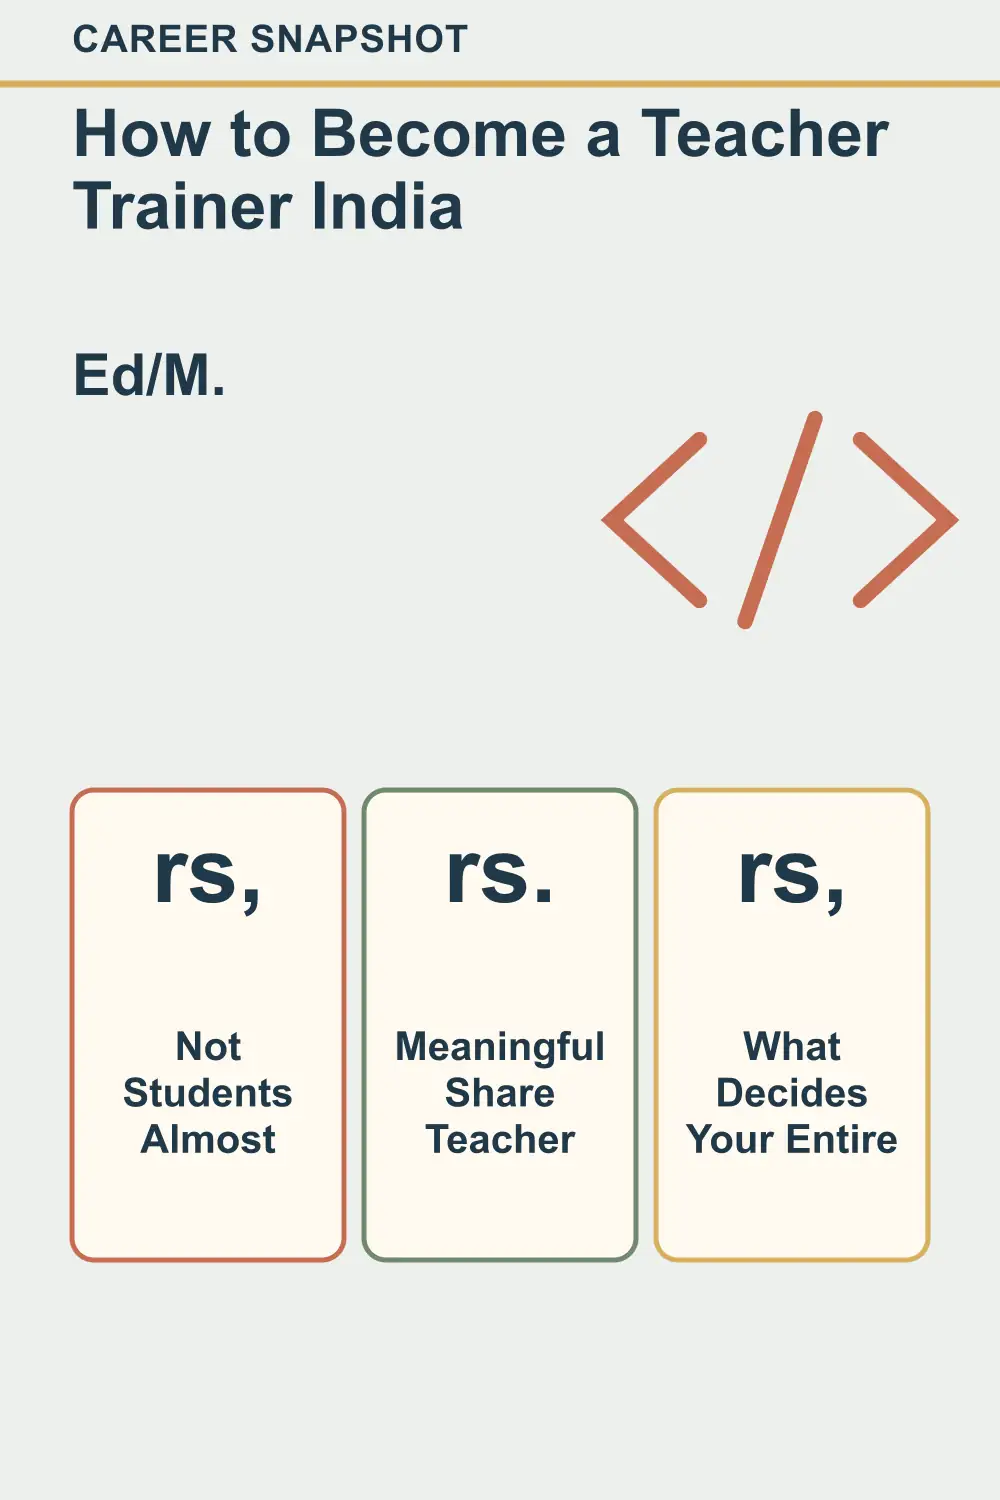 CAREER SNAPSHOT
How to Become a Teacher
Trainer India
Ed/M.
rs,
Not
Students
Almost
rs.
Meaningful
Share
Teacher
rs,
What
Decides
Your Entire